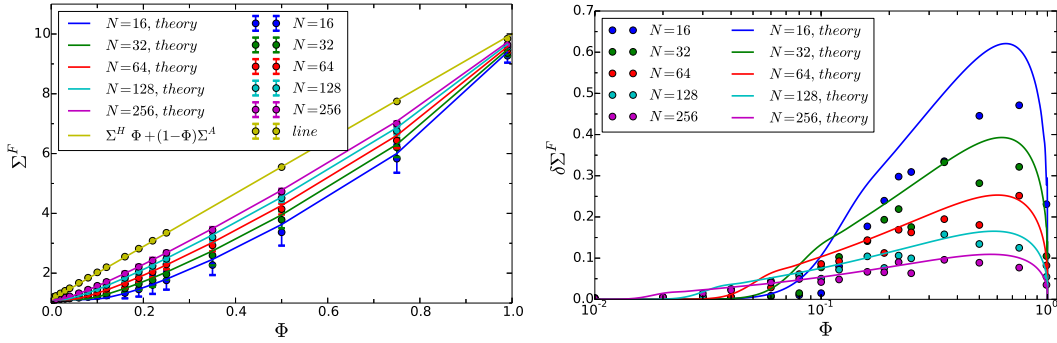 N=16, theory
N=32, theory
N=64, theory
N=128, theory
N=256, theory
Σ^H Φ+(1−Φ)Σ^A
N=16
N=32
N=64
N=128
N=256
line
10
8
6
4
2
Σ^F
0.0 0.2 0.4 0.6 0.8 1.0
Φ
N=16
N=32
N=64
N=128
N=256
N=16, theory
N=32, theory
N=64, theory
N=128, theory
N=256, theory
0.7
0.6
0.5
0.4
0.3
0.2
0.1
0.0
δΣ^F
10^-2 10^-1 10^0
Φ